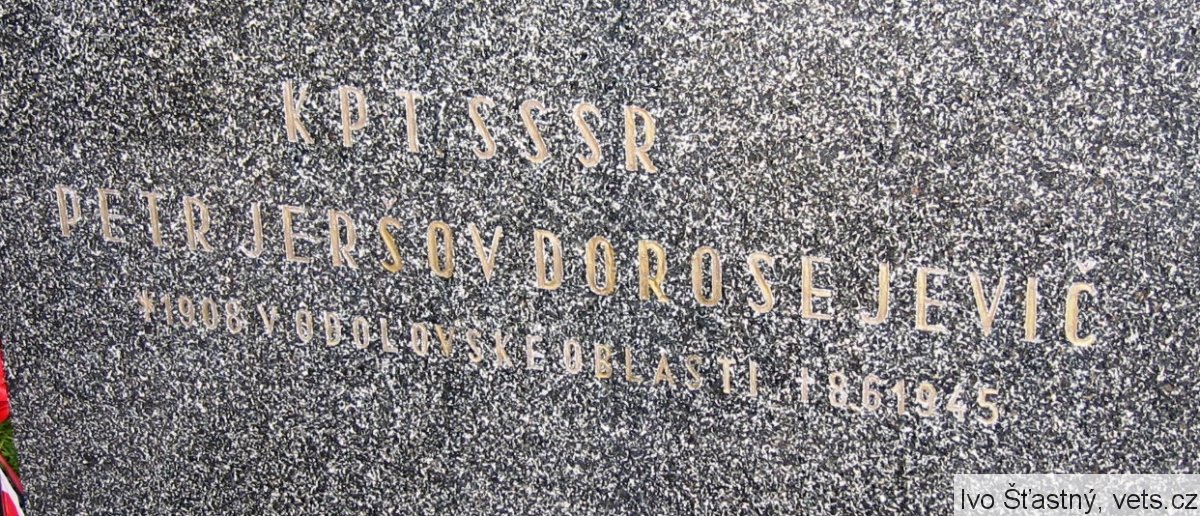 KPT. SSSR
PETR JERŠOV DOROSEJEVIČ
* 1908 V ODOLOVSKÉ OBLASTI † 8 6 1945
Ivo Šťastný, vets.cz